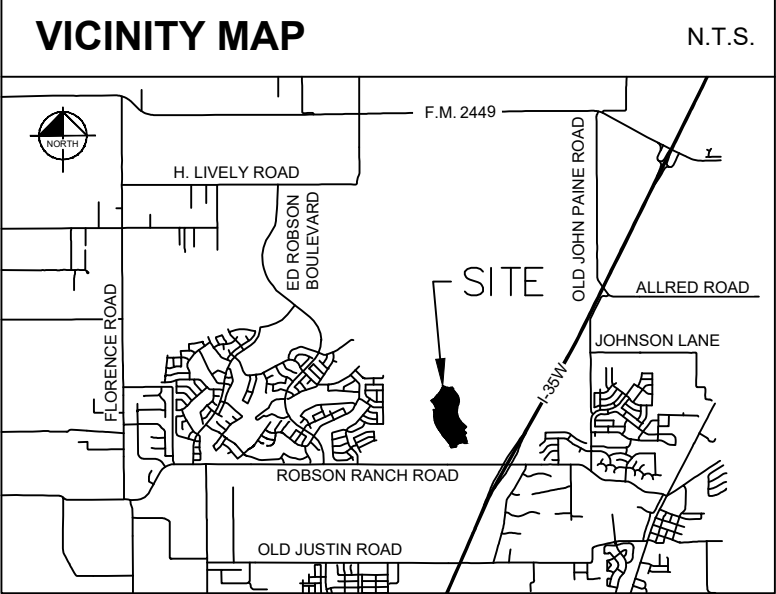 VICINITY MAP
N.T.S.
F.M. 2449
NORTH
H. LIVELY ROAD
ED ROBSON
BOULEVARD
OLD JOHN PAINE ROAD
SITE
ALLRED ROAD
FLORENCE ROAD
JOHNSON LANE
I-35W
ROBSON RANCH ROAD
OLD JUSTIN ROAD